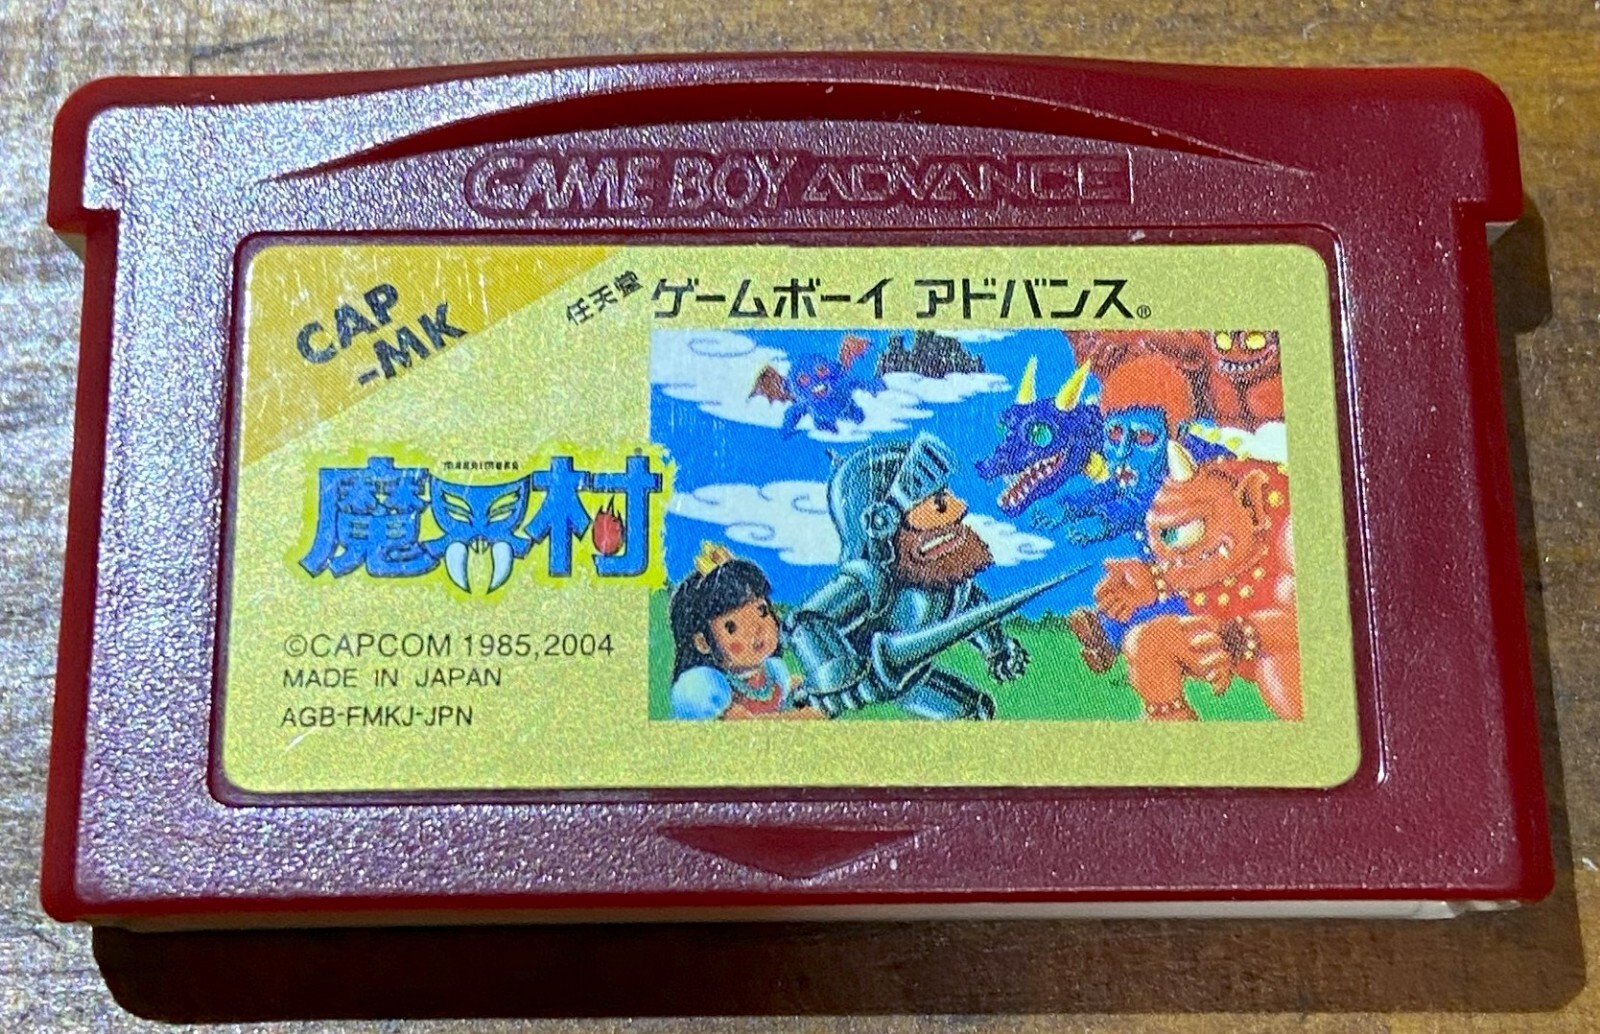 GAME BOY ADVANCE
CAP
-MK
任天堂 ゲームボーイ アドバンス®
魔界村
©CAPCOM 1985,2004
MADE IN JAPAN
AGB-FMKJ-JPN